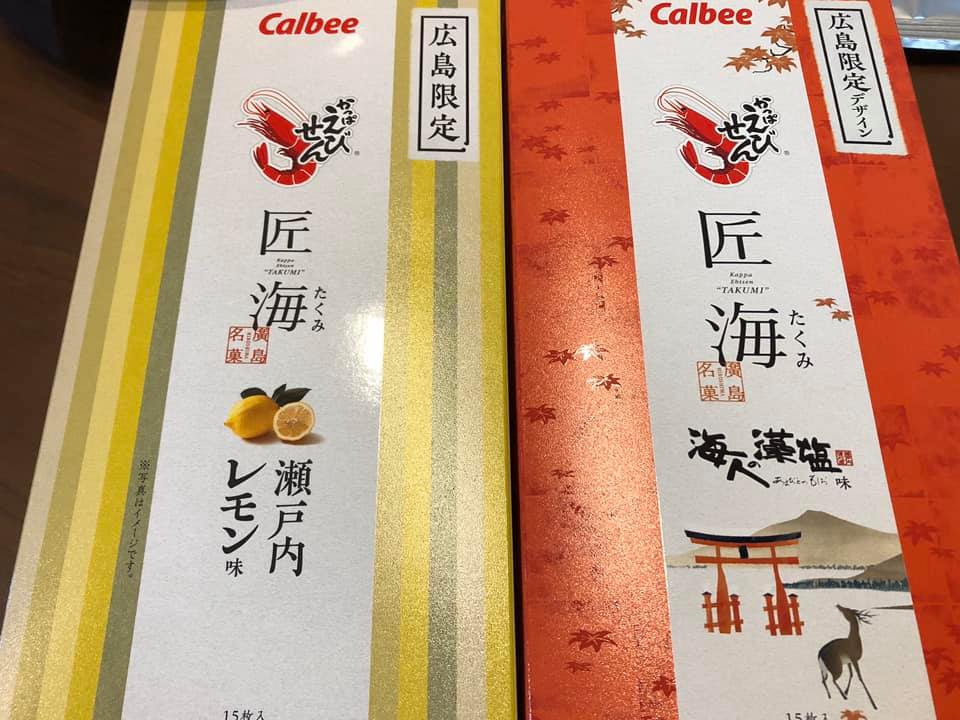 Calbee
広島限定
かっぱ
えび
せん
匠
Kappa
Ebisen
"TAKUMI"
海
たくみ
廣島
名菓
瀬戸内
レモン味
※写真はイメージです。
15枚入
Calbee
広島限定デザイン
かっぱ
えび
せん
匠
Kappa
Ebisen
"TAKUMI"
海
たくみ
廣島
名菓
海人の藻塩味
あまびとのもしお
15枚入